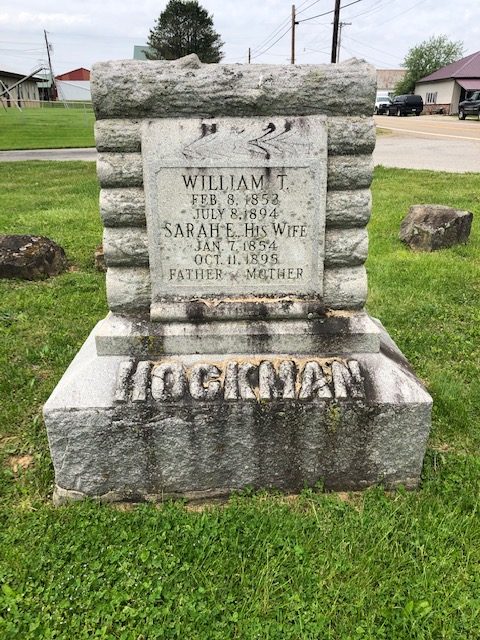 WILLIAM T.
FEB. 8, 1853
JULY 8, 1894
SARAH E., HIS WIFE
JAN. 7, 1854
OCT. 11, 1895
FATHER MOTHER
HOCKMAN